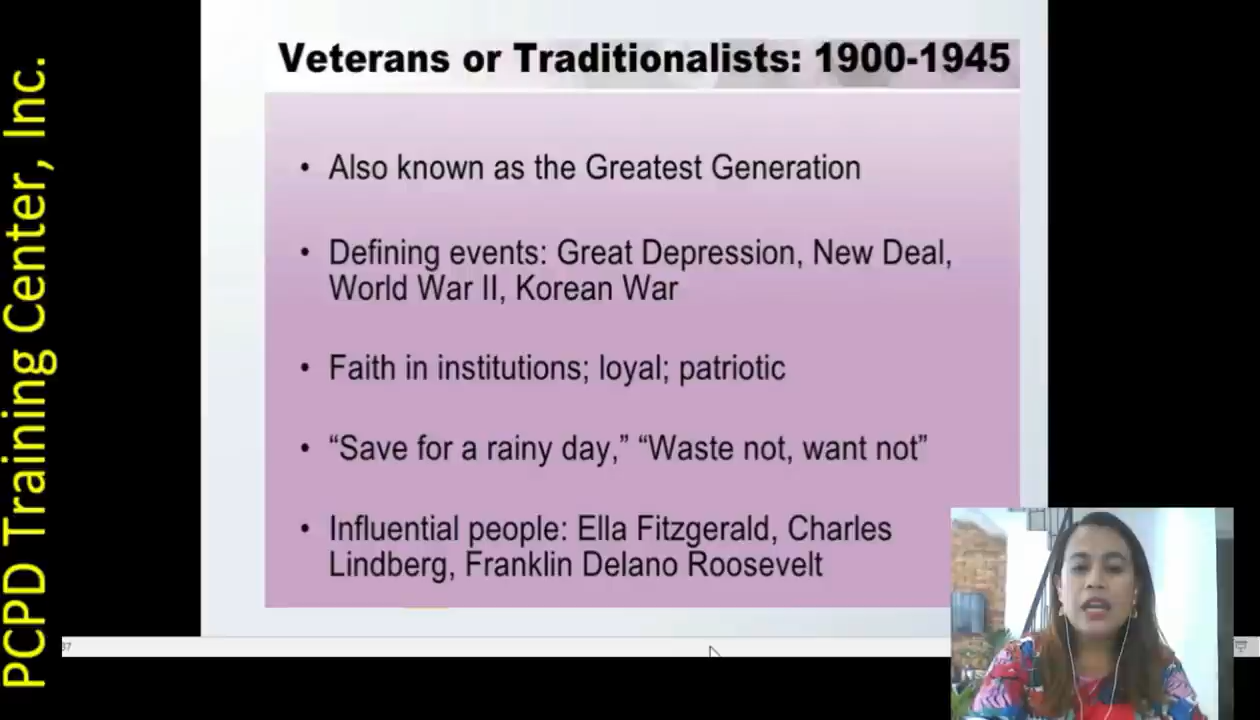 PCPD Training Center, Inc.
Veterans or Traditionalists: 1900-1945
• Also known as the Greatest Generation
• Defining events: Great Depression, New Deal,
World War II, Korean War
• Faith in institutions; loyal; patriotic
• “Save for a rainy day,” “Waste not, want not”
• Influential people: Ella Fitzgerald, Charles
Lindberg, Franklin Delano Roosevelt